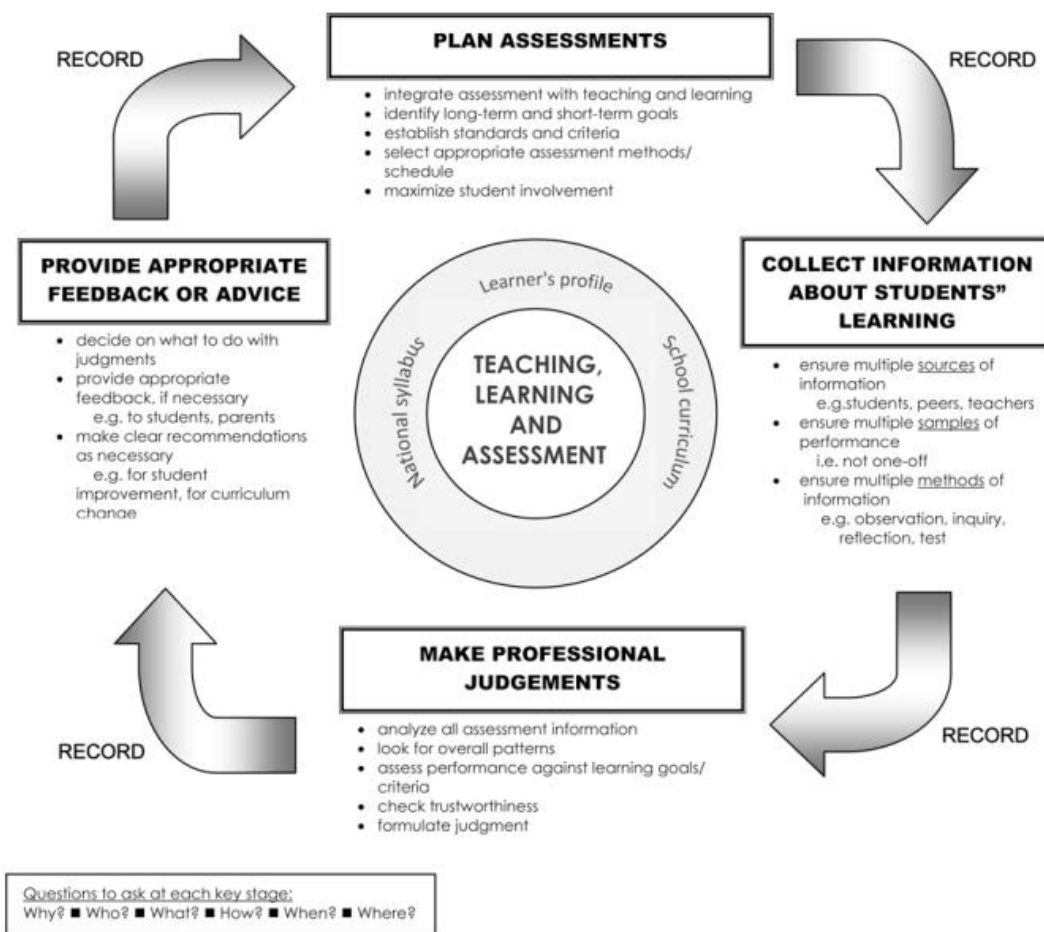 RECORD
PLAN ASSESSMENTS
RECORD
• integrate assessment with teaching and learning
• identify long-term and short-term goals
• establish standards and criteria
• select appropriate assessment methods/
schedule
• maximize student involvement
PROVIDE APPROPRIATE
FEEDBACK OR ADVICE
• decide on what to do with
judgments
• provide appropriate
feedback, if necessary
e.g. to students, parents
• make clear recommendations
as necessary
e.g. for student
improvement, for curriculum
change
Learner's profile
National syllabus
School curriculum
TEACHING,
LEARNING
AND
ASSESSMENT
COLLECT INFORMATION
ABOUT STUDENTS”
LEARNING
• ensure multiple sources of
information
e.g.students, peers, teachers
• ensure multiple samples of
performance
i.e. not one-off
• ensure multiple methods of
information
e.g. observation, inquiry,
reflection, test
MAKE PROFESSIONAL
JUDGEMENTS
• analyze all assessment information
• look for overall patterns
• assess performance against learning goals/
criteria
• check trustworthiness
• formulate judgment
RECORD
RECORD
Questions to ask at each key stage:
Why? ■ Who? ■ What? ■ How? ■ When? ■ Where?